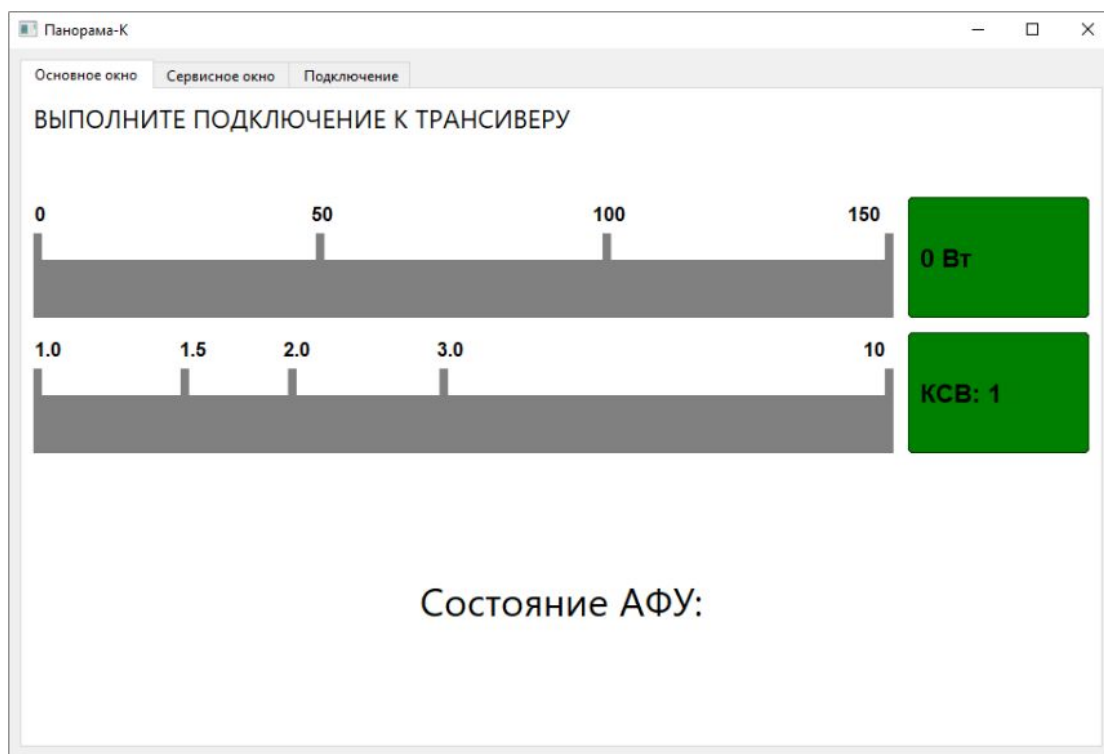 Панорама-К
Основное окно Сервисное окно Подключение
ВЫПОЛНИТЕ ПОДКЛЮЧЕНИЕ К ТРАНСИВЕРУ
0 50 100 150
0 Вт
1.0 1.5 2.0 3.0 10
КСВ: 1
Состояние АФУ: